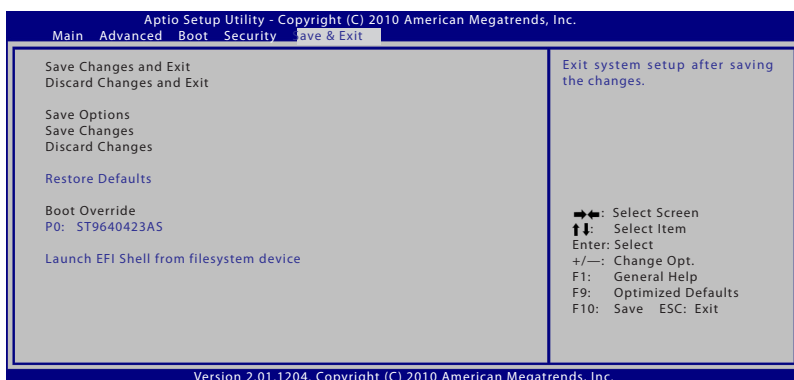 Aptio Setup Utility - Copyright (C) 2010 American Megatrends, Inc.
Main Advanced Boot Security Save & Exit
Save Changes and Exit
Discard Changes and Exit
Save Options
Save Changes
Discard Changes
Restore Defaults
Boot Override
P0: ST9640423AS
Launch EFI Shell from filesystem device
Exit system setup after saving
the changes.
→←: Select Screen
↑↓: Select Item
Enter: Select
+/—: Change Opt.
F1: General Help
F9: Optimized Defaults
F10: Save ESC: Exit
Version 2.01.1204. Copyright (C) 2010 American Megatrends, Inc.